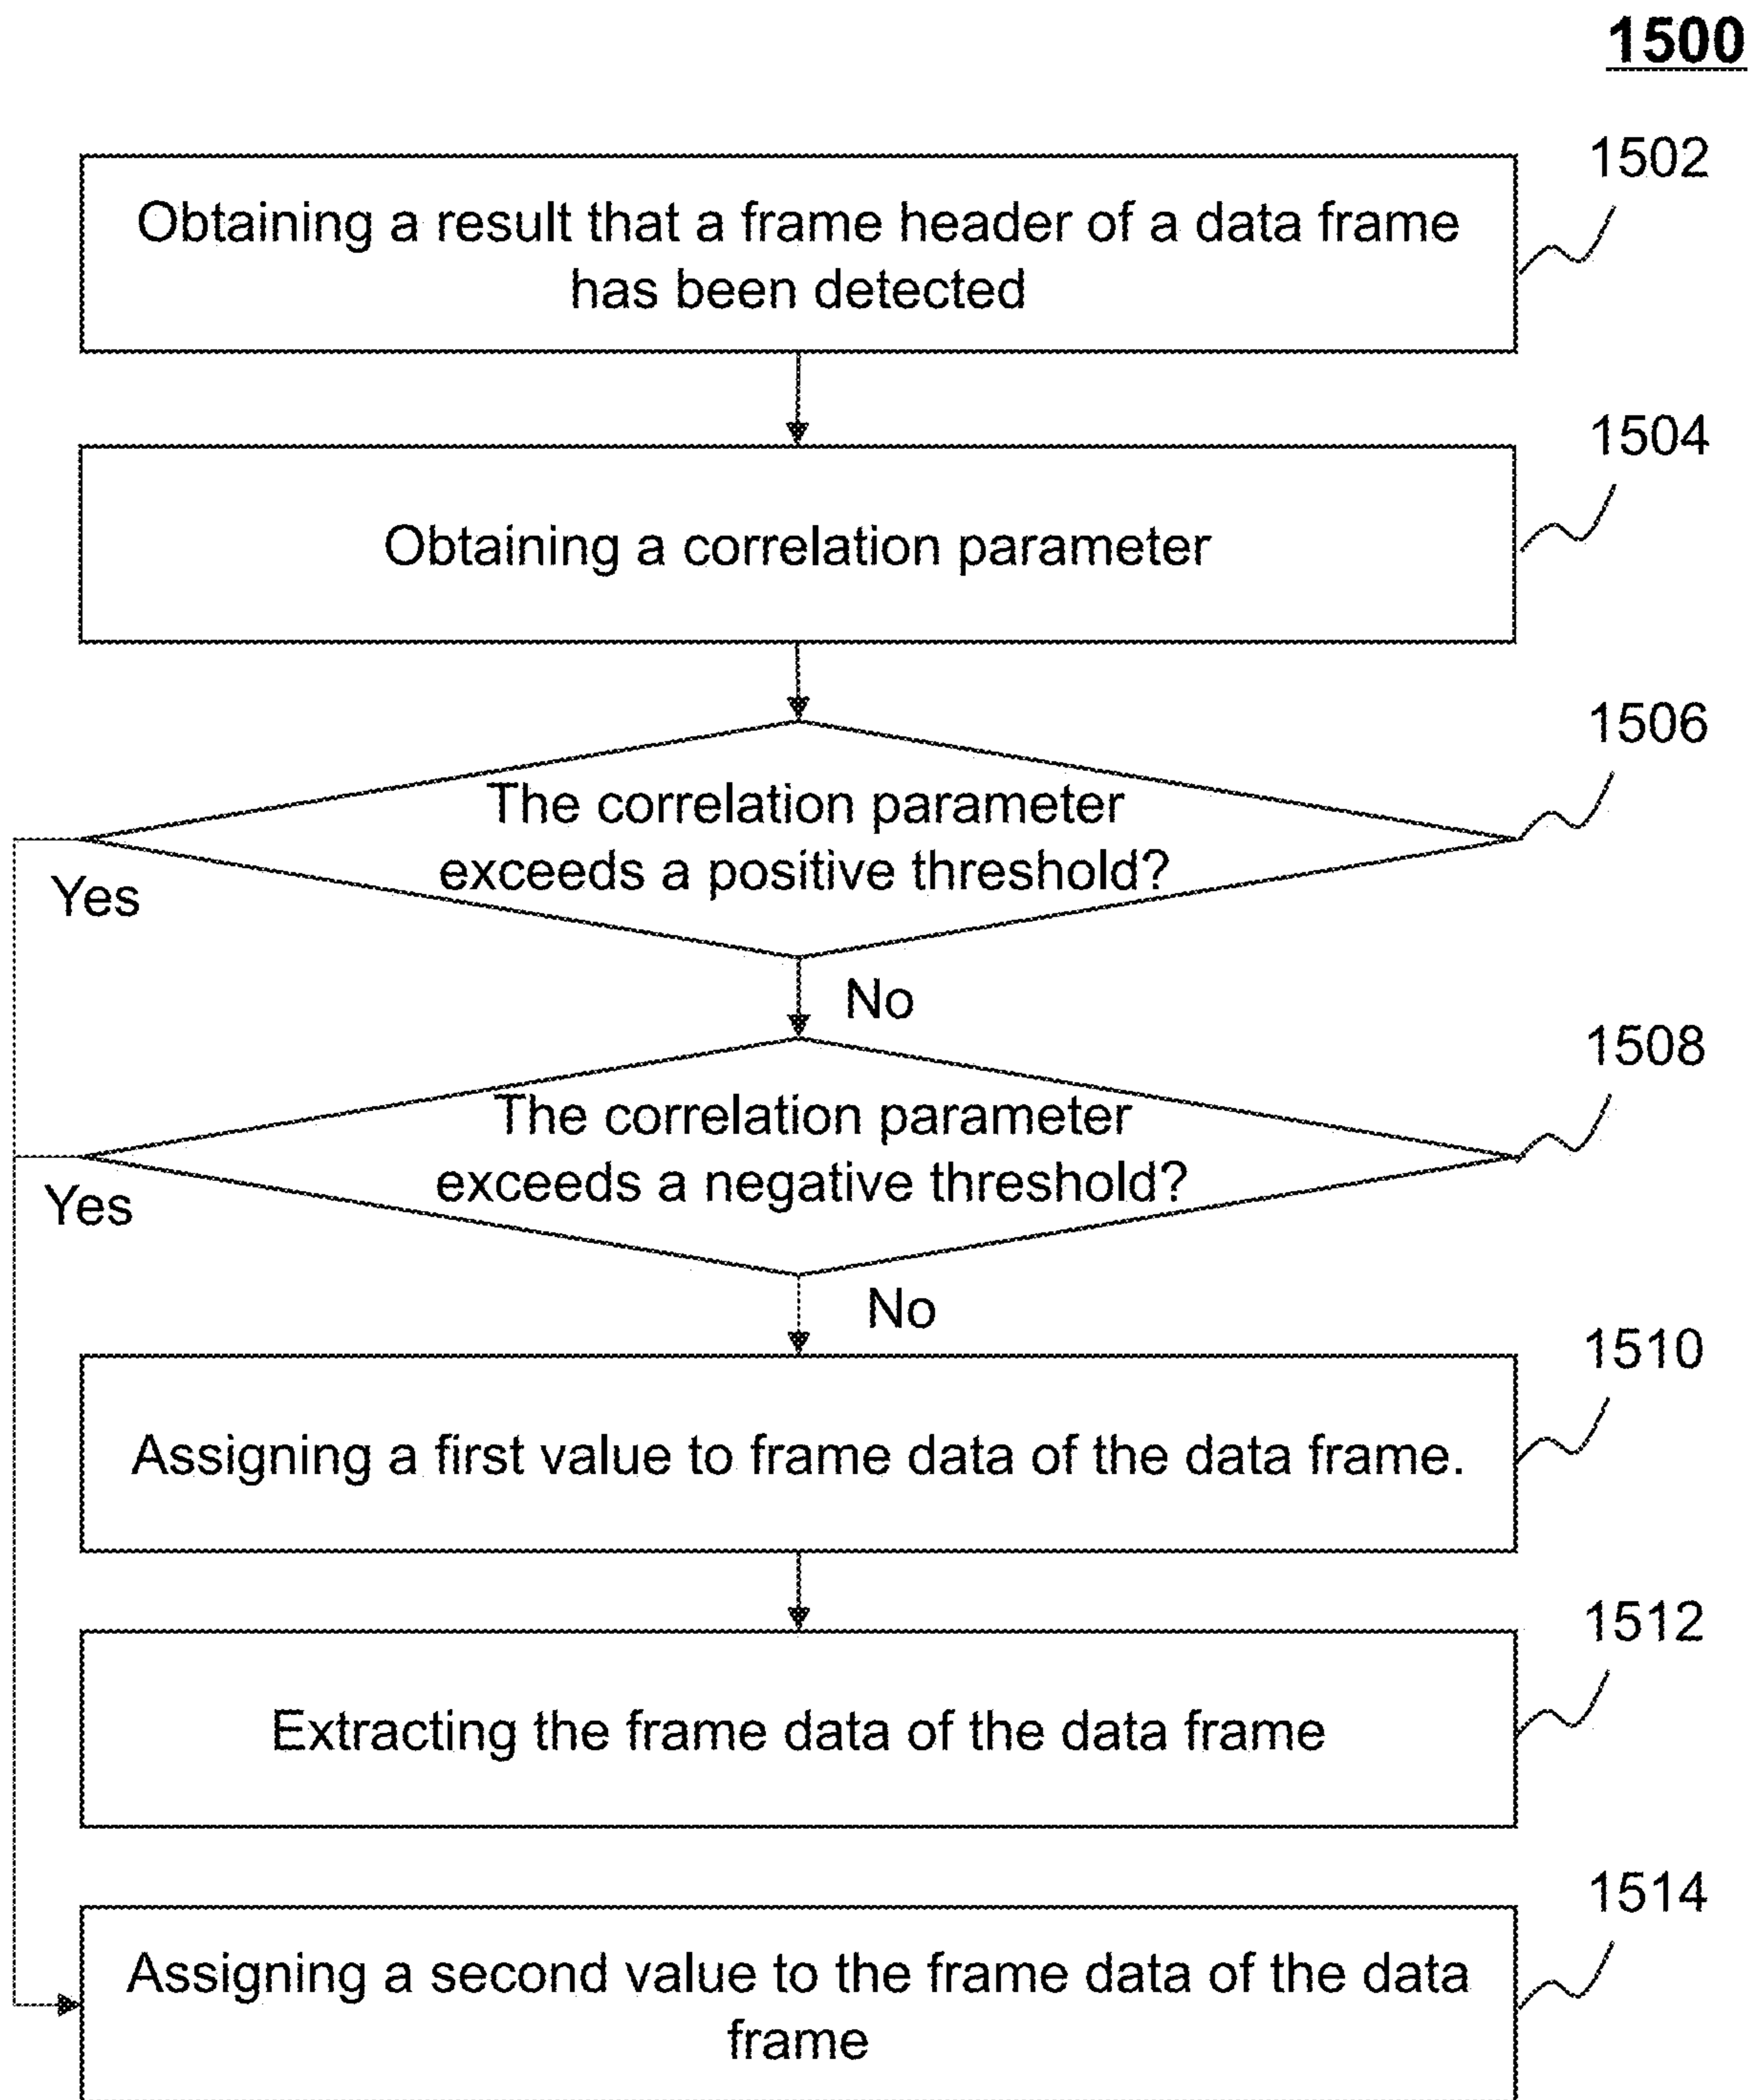 1500
1502
Obtaining a result that a frame header of a data frame
has been detected
1504
Obtaining a correlation parameter
1506
The correlation parameter
exceeds a positive threshold?
Yes
No
1508
The correlation parameter
exceeds a negative threshold?
Yes
No
1510
Assigning a first value to frame data of the data frame.
1512
Extracting the frame data of the data frame
1514
Assigning a second value to the frame data of the data
frame